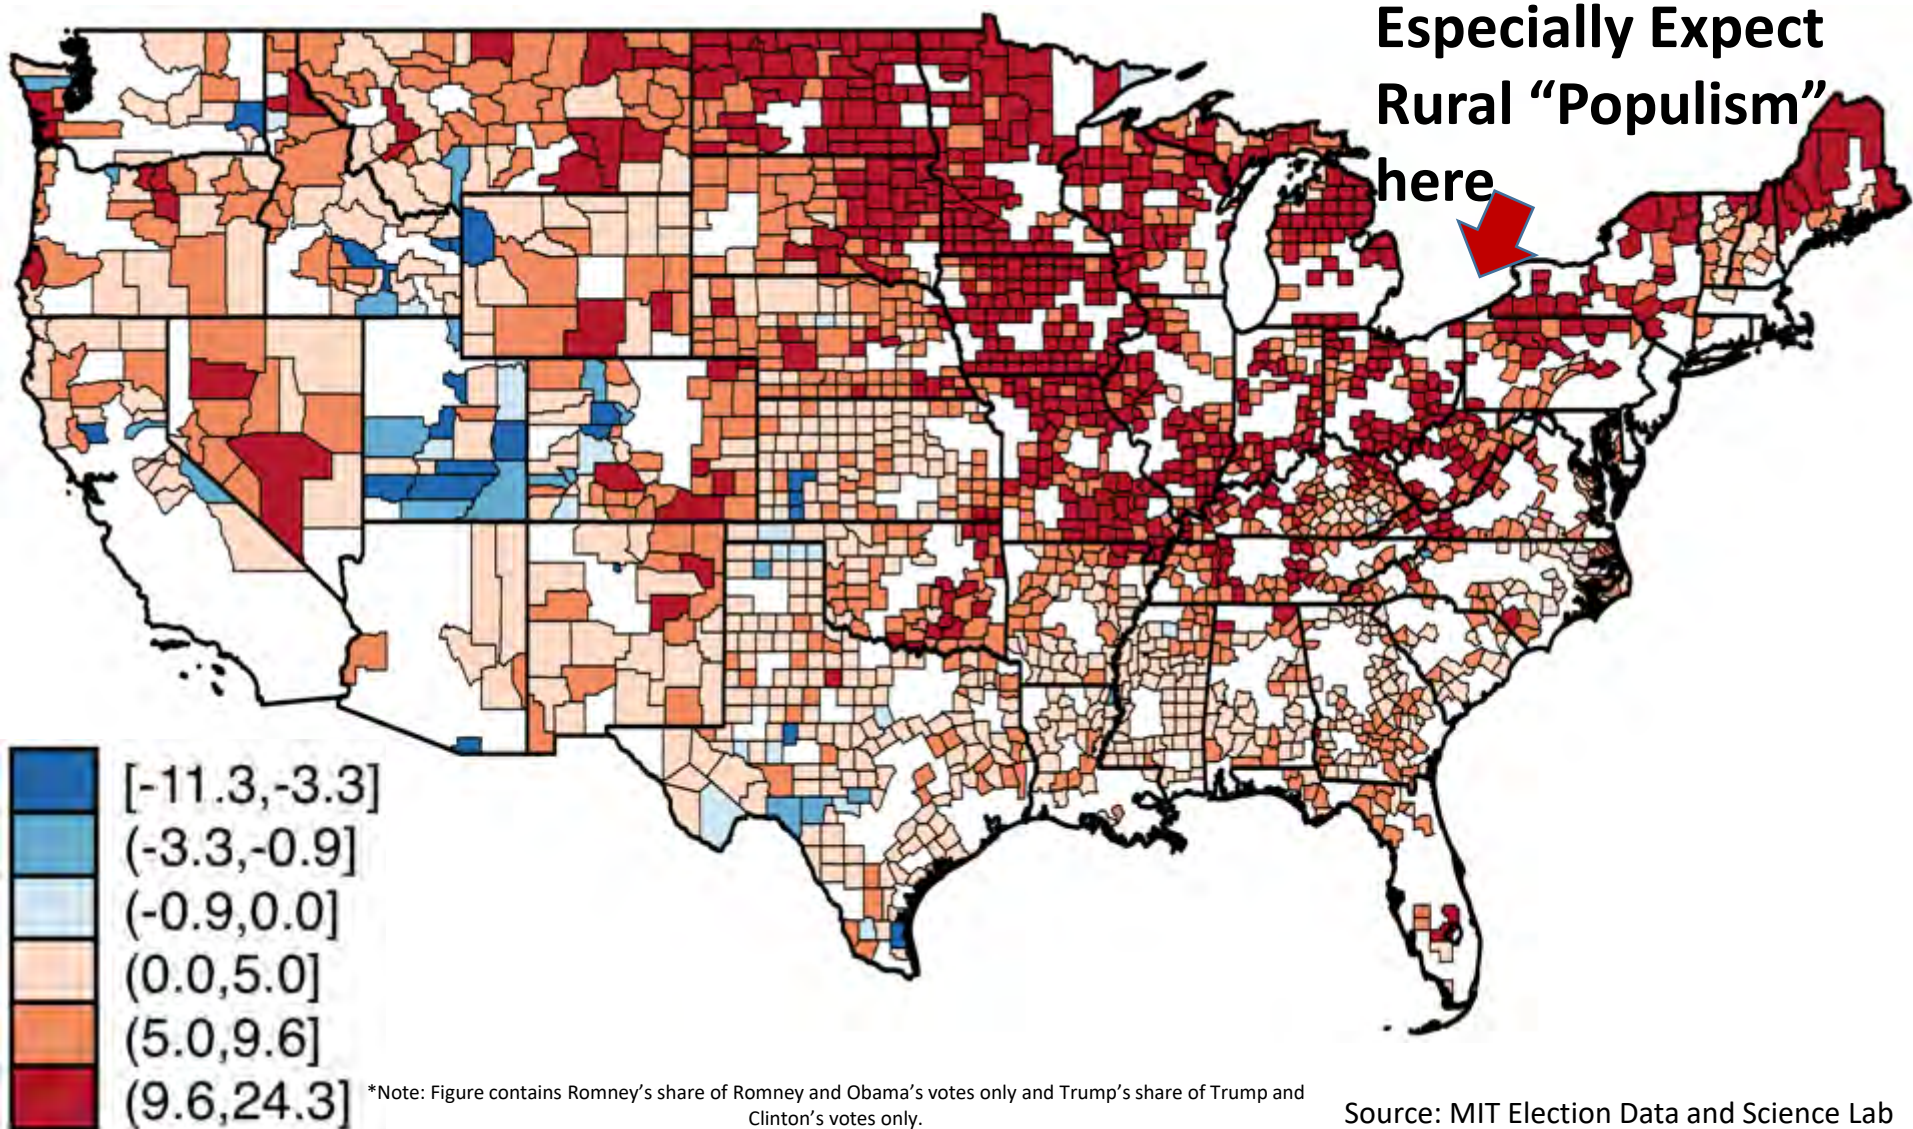 Especially Expect
Rural “Populism”
here
[-11.3,-3.3]
(-3.3,-0.9]
(-0.9,0.0]
(0.0,5.0]
(5.0,9.6]
(9.6,24.3]
*Note: Figure contains Romney’s share of Romney and Obama’s votes only and Trump’s share of Trump and
Clinton’s votes only.
Source: MIT Election Data and Science Lab